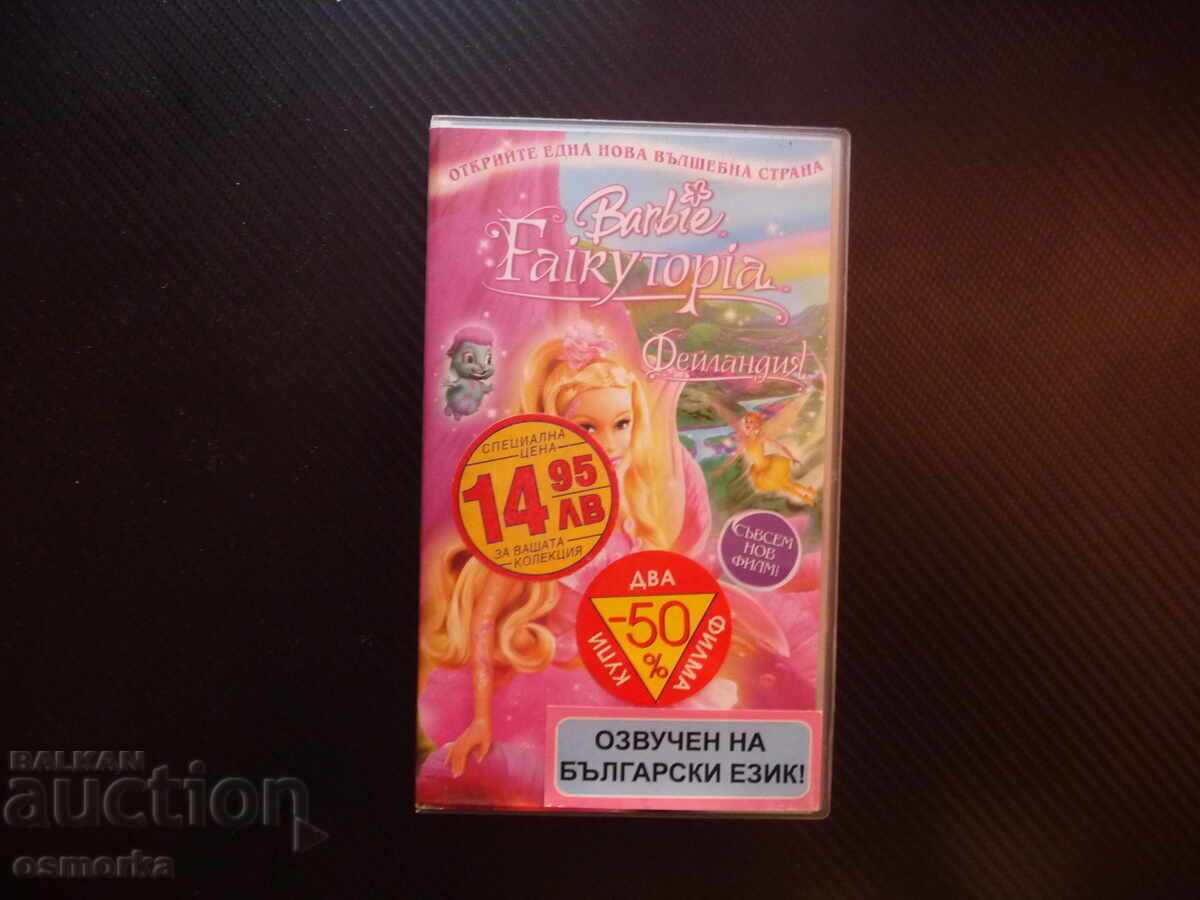 ОТКРИЙТЕ ЕДНА НОВА ВЪЛШЕБНА СТРАНА
Barbie
Fairytopia
Фейландия!
СПЕЦИАЛНА
ЦЕНА
14 95
ЛВ
ЗА ВАШАТА
КОЛЕКЦИЯ
СЪВСЕМ
НОВ
ФИЛМ!
КУПИ ДВА ФИЛМА
-50
%
ОЗВУЧЕН НА
БЪЛГАРСКИ ЕЗИК!
BALKAN
auction
osmorka